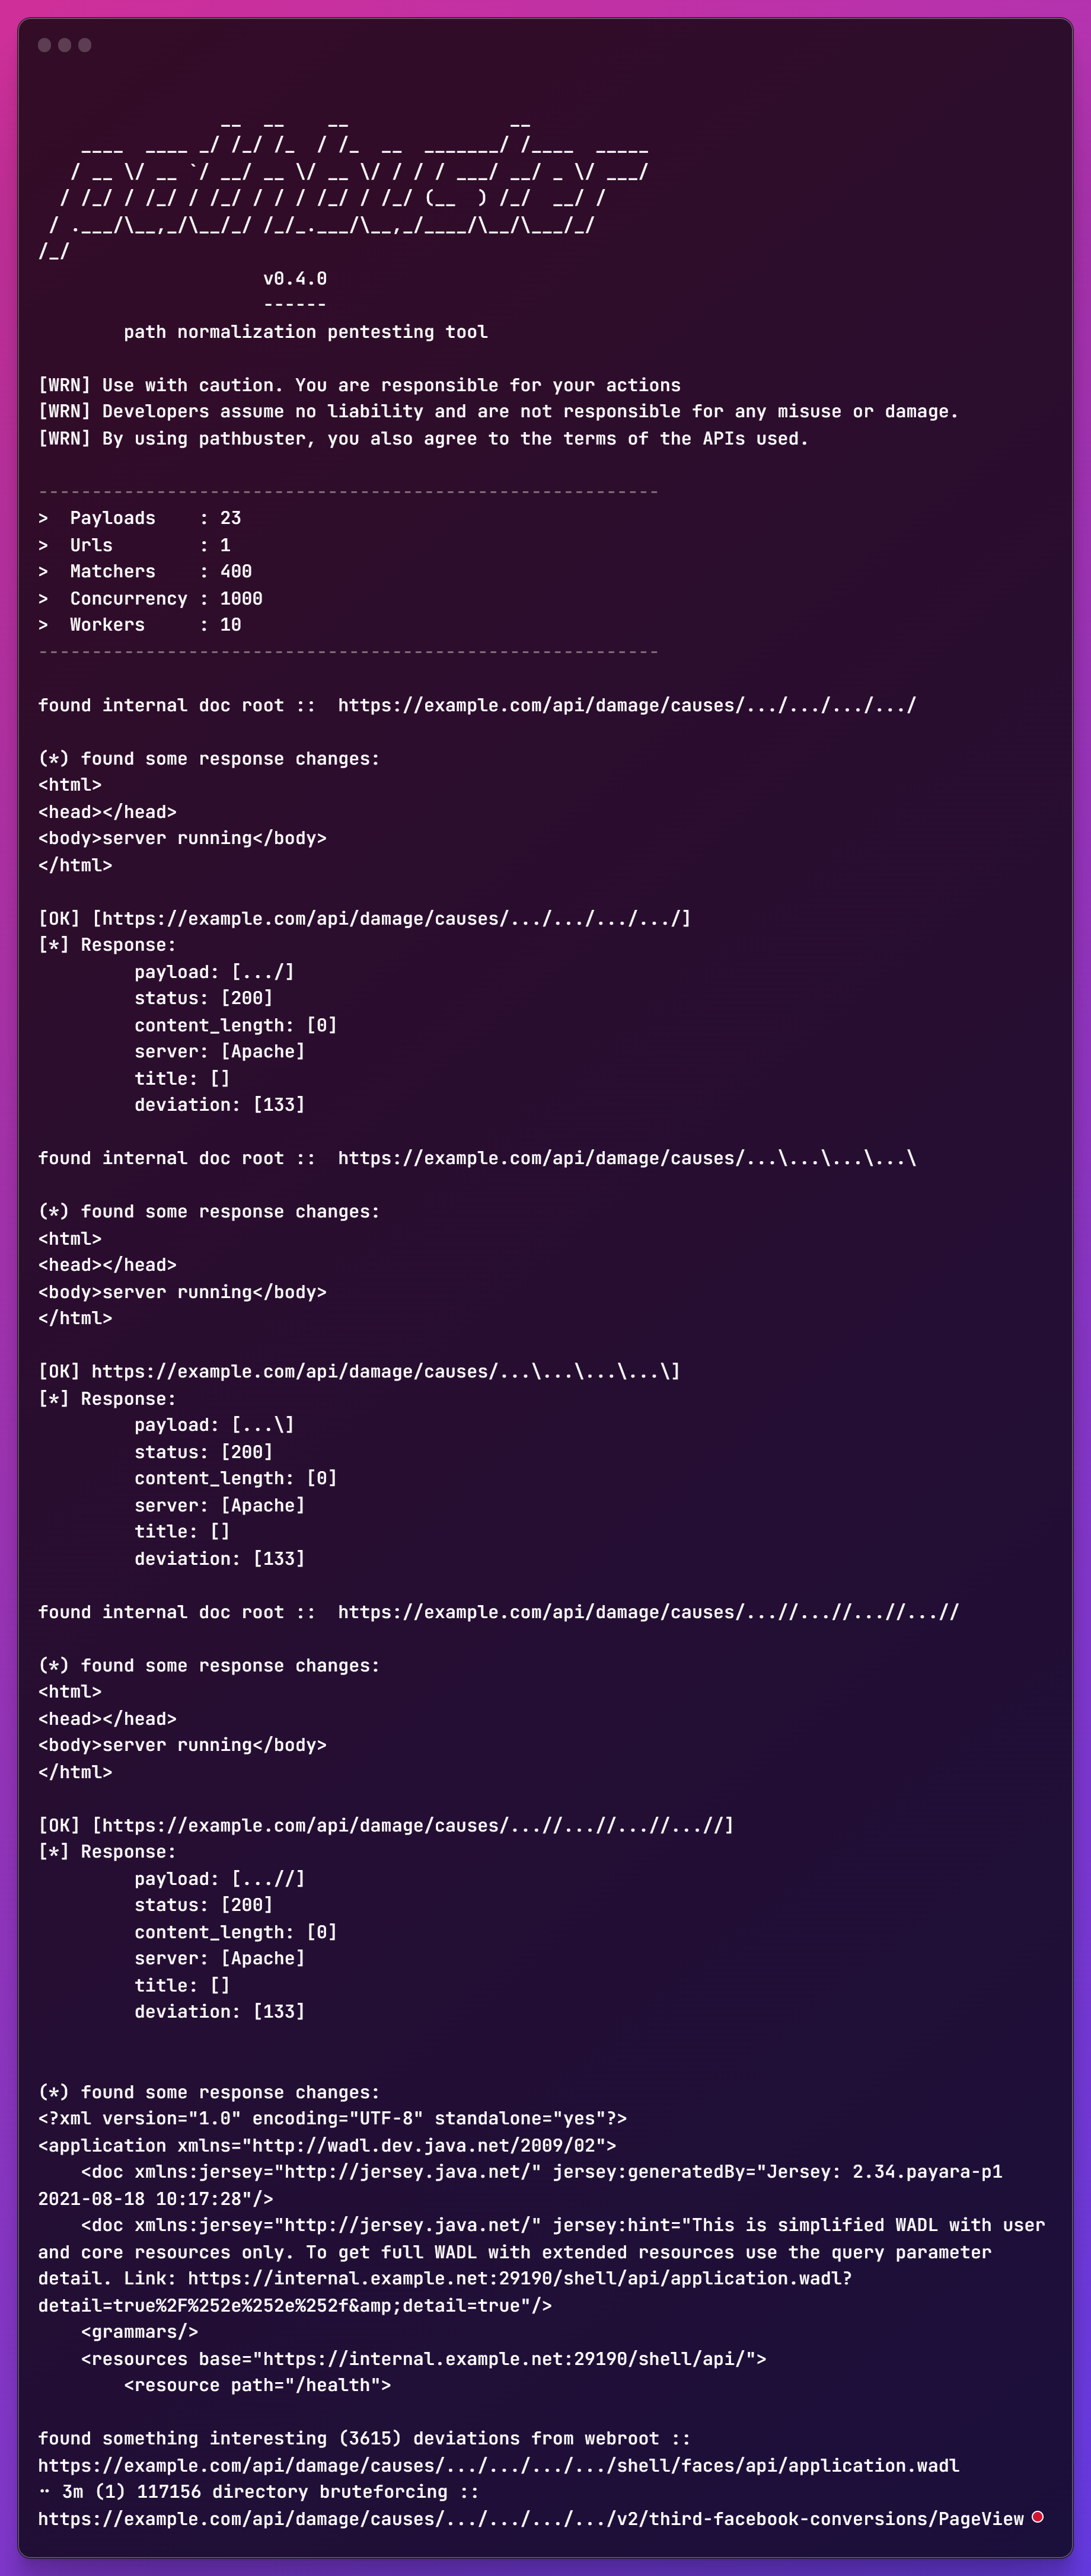 __  __    __               __
    ____  ____ _/ /_/ /_  / /_  __  _______/ /____  _____
   / __ \/ __ `/ __/ __ \/ __ \/ / / / ___/ __/ _ \/ ___/
  / /_/ / /_/ / /_/ / / / /_/ / /_/ (__  ) /_/  __/ /
 / .___/\__,_/\__/_/ /_/_.___/\__,_/____/\__/\___/_/
/_/
                     v0.4.0
                     ------
        path normalization pentesting tool

[WRN] Use with caution. You are responsible for your actions
[WRN] Developers assume no liability and are not responsible for any misuse or damage.
[WRN] By using pathbuster, you also agree to the terms of the APIs used.

----------------------------------------------------------
>  Payloads    : 23
>  Urls        : 1
>  Matchers    : 400
>  Concurrency : 1000
>  Workers     : 10
----------------------------------------------------------

found internal doc root ::  https://example.com/api/damage/causes/.../.../.../.../

(*) found some response changes:
<html>
<head></head>
<body>server running</body>
</html>

[OK] [https://example.com/api/damage/causes/.../.../.../.../]
[*] Response:
         payload: [.../]
         status: [200]
         content_length: [0]
         server: [Apache]
         title: []
         deviation: [133]

found internal doc root ::  https://example.com/api/damage/causes/...\...\...\...\

(*) found some response changes:
<html>
<head></head>
<body>server running</body>
</html>

[OK] https://example.com/api/damage/causes/...\...\...\...\]
[*] Response:
         payload: [...\]
         status: [200]
         content_length: [0]
         server: [Apache]
         title: []
         deviation: [133]

found internal doc root ::  https://example.com/api/damage/causes/...//...//...//...//

(*) found some response changes:
<html>
<head></head>
<body>server running</body>
</html>

[OK] [https://example.com/api/damage/causes/...//...//...//...//]
[*] Response:
         payload: [...//]
         status: [200]
         content_length: [0]
         server: [Apache]
         title: []
         deviation: [133]


(*) found some response changes:
<?xml version="1.0" encoding="UTF-8" standalone="yes"?>
<application xmlns="http://wadl.dev.java.net/2009/02">
    <doc xmlns:jersey="http://jersey.java.net/" jersey:generatedBy="Jersey: 2.34.payara-p1
2021-08-18 10:17:28"/>
    <doc xmlns:jersey="http://jersey.java.net/" jersey:hint="This is simplified WADL with user
and core resources only. To get full WADL with extended resources use the query parameter
detail. Link: https://internal.example.net:29190/shell/api/application.wadl?
detail=true%2F%252e%252e%252f&amp;detail=true"/>
    <grammars/>
    <resources base="https://internal.example.net:29190/shell/api/">
        <resource path="/health">

found something interesting (3615) deviations from webroot ::
https://example.com/api/damage/causes/.../.../.../.../shell/faces/api/application.wadl
⠒ 3m (1) 117156 directory bruteforcing ::
https://example.com/api/damage/causes/.../.../.../.../v2/third-facebook-conversions/PageView